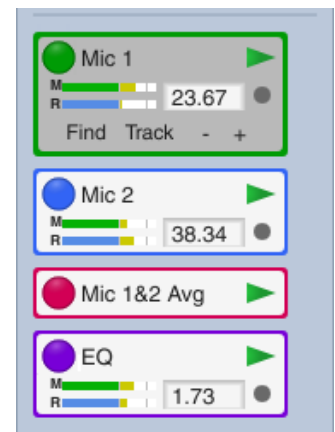 Mic 1
M
R 23.67
Find Track - +
Mic 2
M
R 38.34
Mic 1&2 Avg
EQ
M
R 1.73